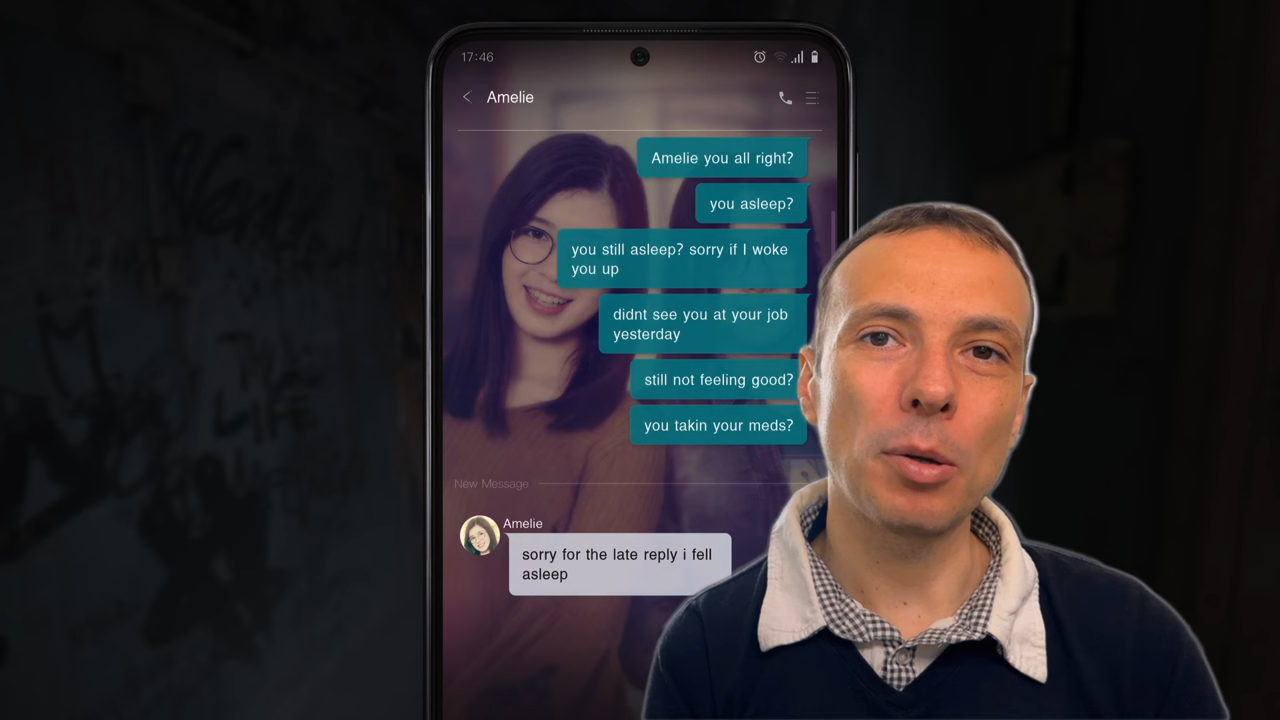 17:46
Amelie
Amelie you all right?
you asleep?
you still asleep? sorry if I woke
you up
didnt see you at your job
yesterday
still not feeling good?
you takin your meds?
New Message
Amelie
sorry for the late reply i fell
asleep
THE
LIFE